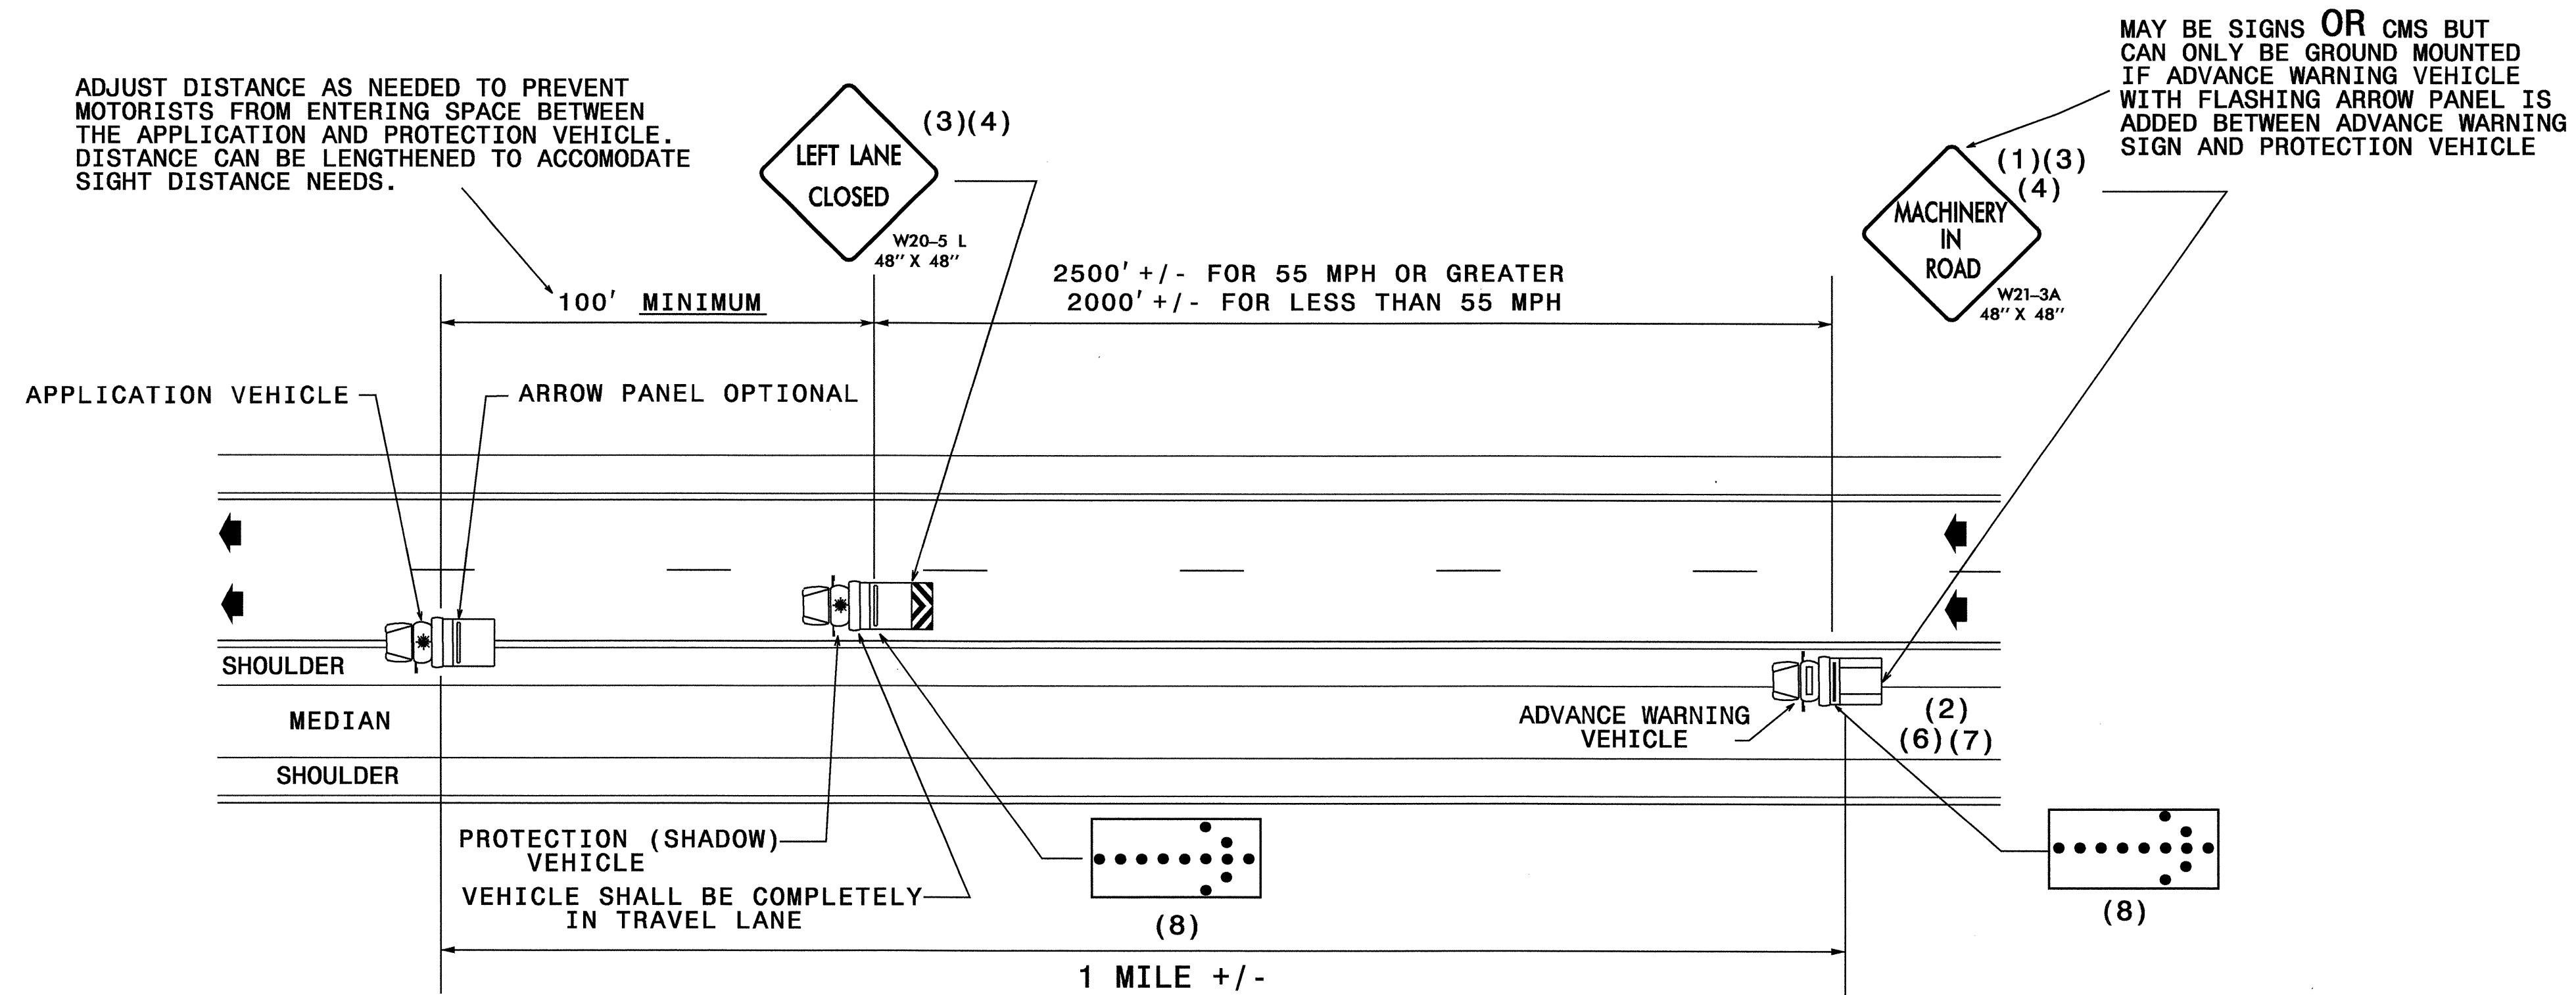 ADJUST DISTANCE AS NEEDED TO PREVENT
MOTORISTS FROM ENTERING SPACE BETWEEN
THE APPLICATION AND PROTECTION VEHICLE.
DISTANCE CAN BE LENGTHENED TO ACCOMODATE
SIGHT DISTANCE NEEDS.
LEFT LANE
CLOSED
(3)(4)
W20-5 L
48" X 48"
MAY BE SIGNS OR CMS BUT
CAN ONLY BE GROUND MOUNTED
IF ADVANCE WARNING VEHICLE
WITH FLASHING ARROW PANEL IS
ADDED BETWEEN ADVANCE WARNING
SIGN AND PROTECTION VEHICLE
(1)(3)
(4)
MACHINERY
IN
ROAD
W21-3A
48" X 48"
100' MINIMUM
2500' +/- FOR 55 MPH OR GREATER
2000' +/- FOR LESS THAN 55 MPH
APPLICATION VEHICLE
ARROW PANEL OPTIONAL
SHOULDER
MEDIAN
SHOULDER
ADVANCE WARNING
VEHICLE
(2)
(6)(7)
PROTECTION (SHADOW)
VEHICLE
VEHICLE SHALL BE COMPLETELY
IN TRAVEL LANE
(8)
(8)
1 MILE +/-